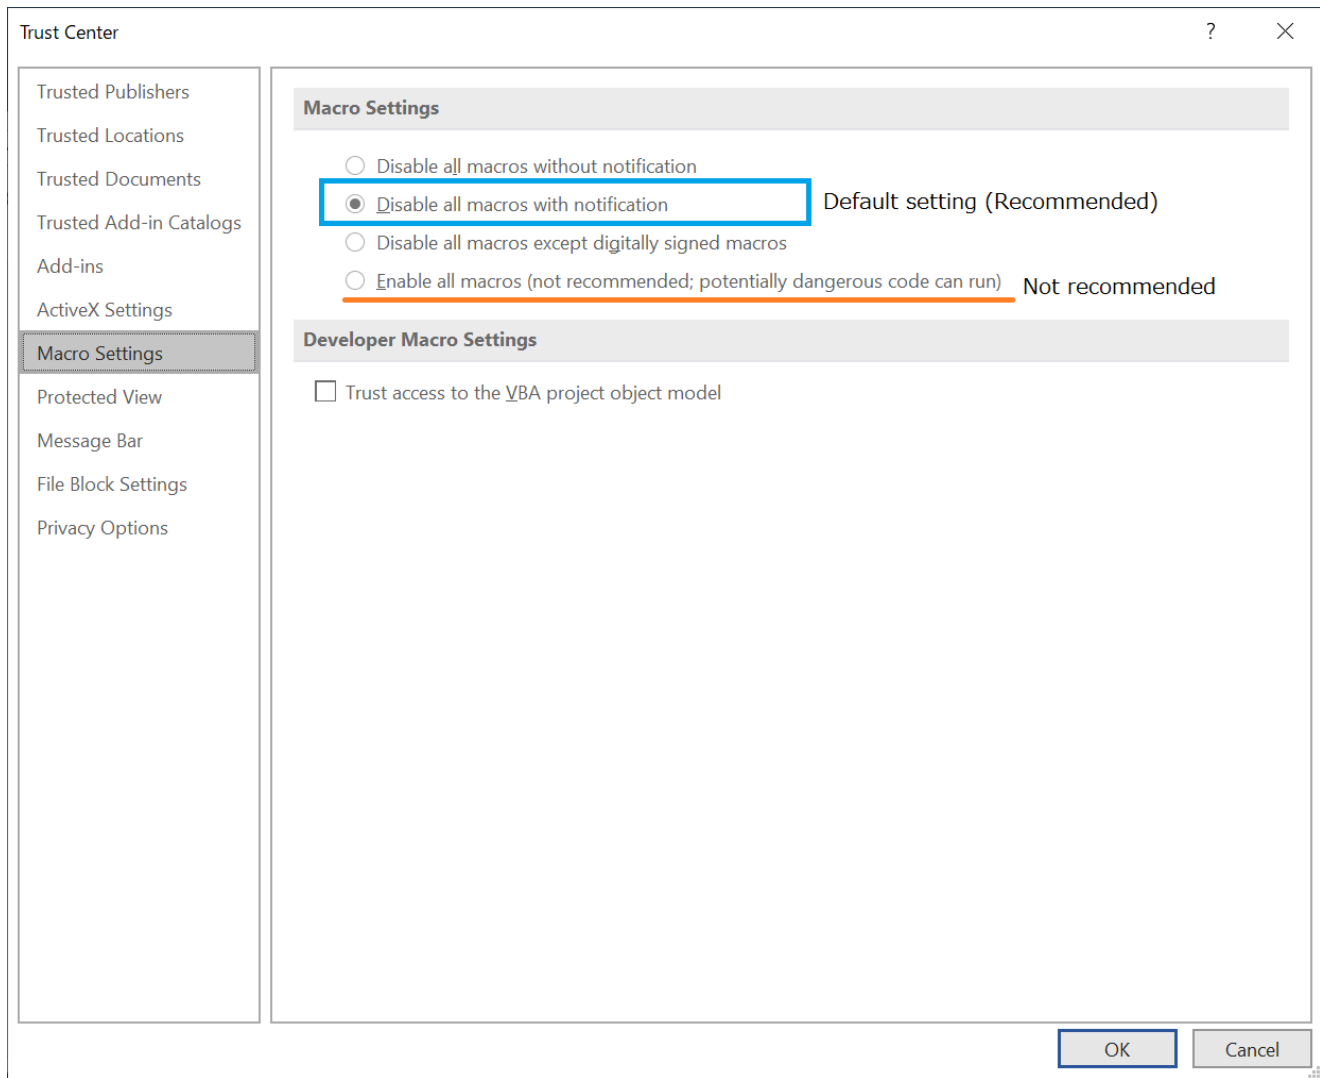 Trust Center
?
Trusted Publishers
Trusted Locations
Trusted Documents
Trusted Add-in Catalogs
Add-ins
ActiveX Settings
Macro Settings
Protected View
Message Bar
File Block Settings
Privacy Options
Macro Settings
Disable all macros without notification
Disable all macros with notification Default setting (Recommended)
Disable all macros except digitally signed macros
Enable all macros (not recommended; potentially dangerous code can run) Not recommended
Developer Macro Settings
Trust access to the VBA project object model
OK Cancel